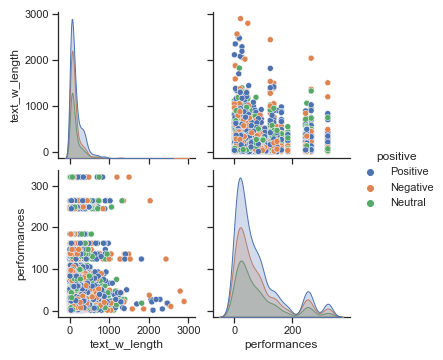 3000
2000
1000
0
text_w_length
positive
Positive
Negative
Neutral
300
200
100
0
performances
0
1000
2000
3000
text_w_length
0
200
performances